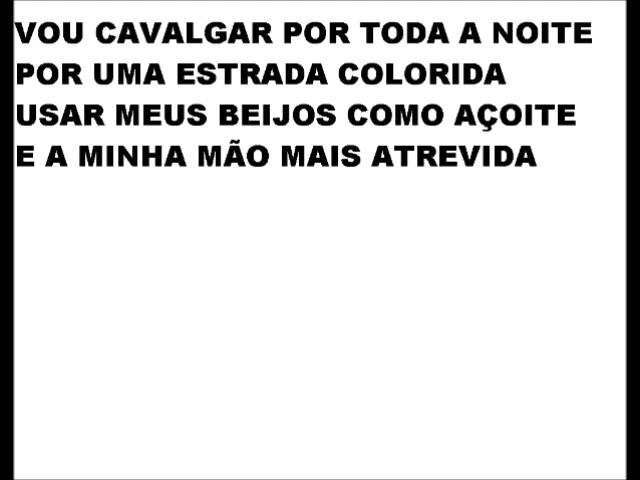 VOU CAVALGAR POR TODA A NOITE
POR UMA ESTRADA COLORIDA
USAR MEUS BEIJOS COMO AÇOITE
E A MINHA MÃO MAIS ATREVIDA